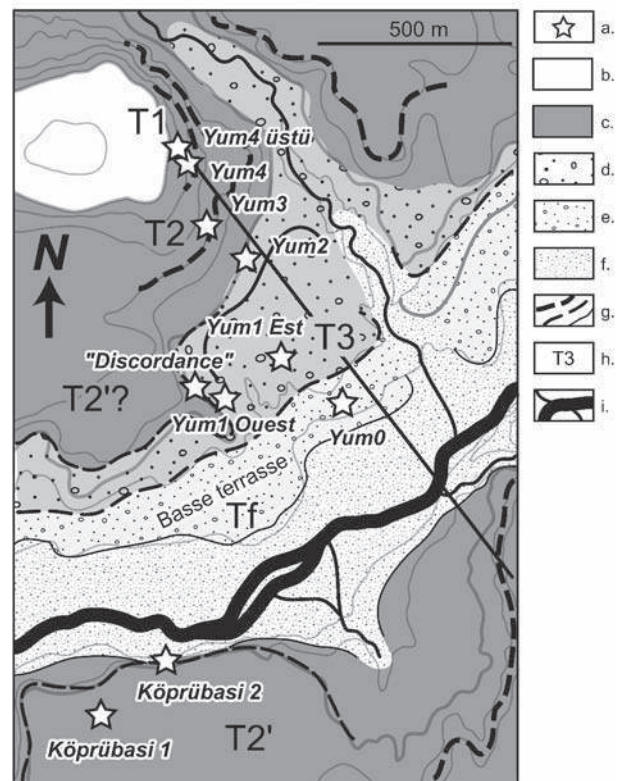 500 m
a.
b.
c.
d.
e.
f.
g.
T3 h.
i.
T1
Yum4 üstü
Yum4
Yum3
T2
Yum2
N
Yum1 Est
T3
"Discordance"
T2'?
Yum1 Ouest
Yum0
Basse terrasse
Tf
Köprübasi 2
Köprübasi 1
T2'